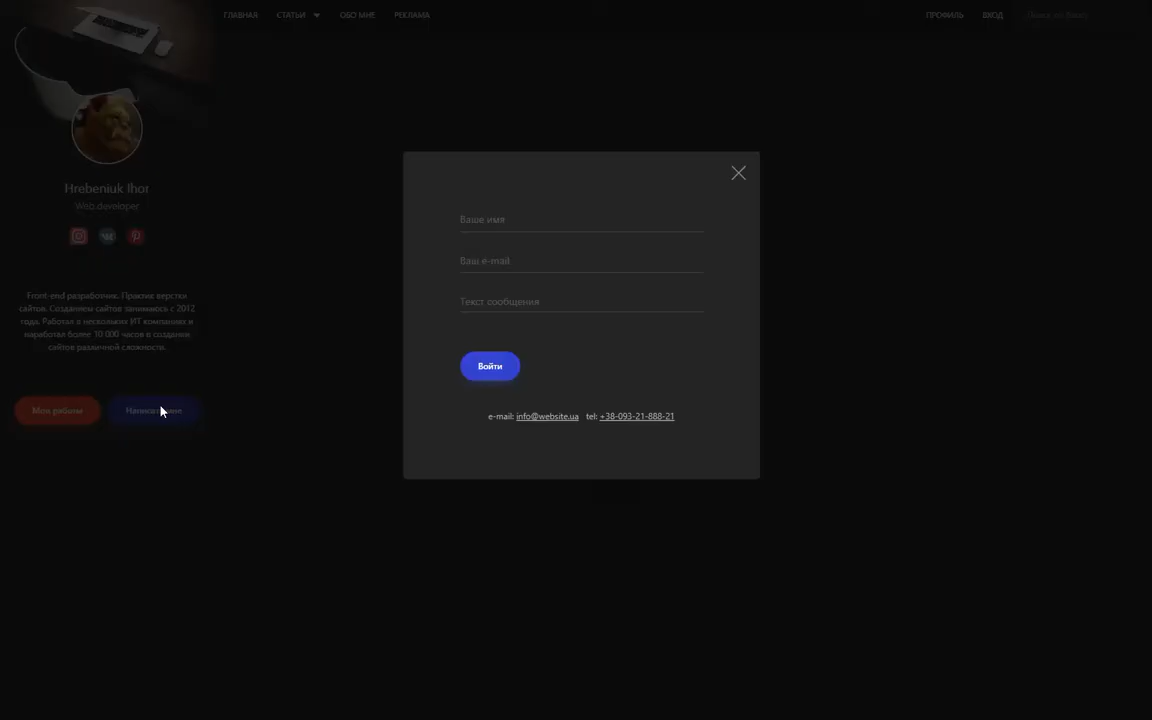 ГЛАВНАЯ СТАТЬИ ОБО МНЕ РЕКЛАМА ПРОФИЛЬ ВХОД
Hrebeniuk Ihor
Web.developer
Front-end разработчик. Практик верстки
сайтов. Созданием сайтов занимаюсь с 2012
года. Работал в нескольких ИТ компаниях и
наработал более 10 000 часов в создании
сайтов различной сложности.
Мои работы
Ваше имя
Ваш e-mail
Текст сообщения
Войти
e-mail: info@website.ua tel: +38-093-21-888-21